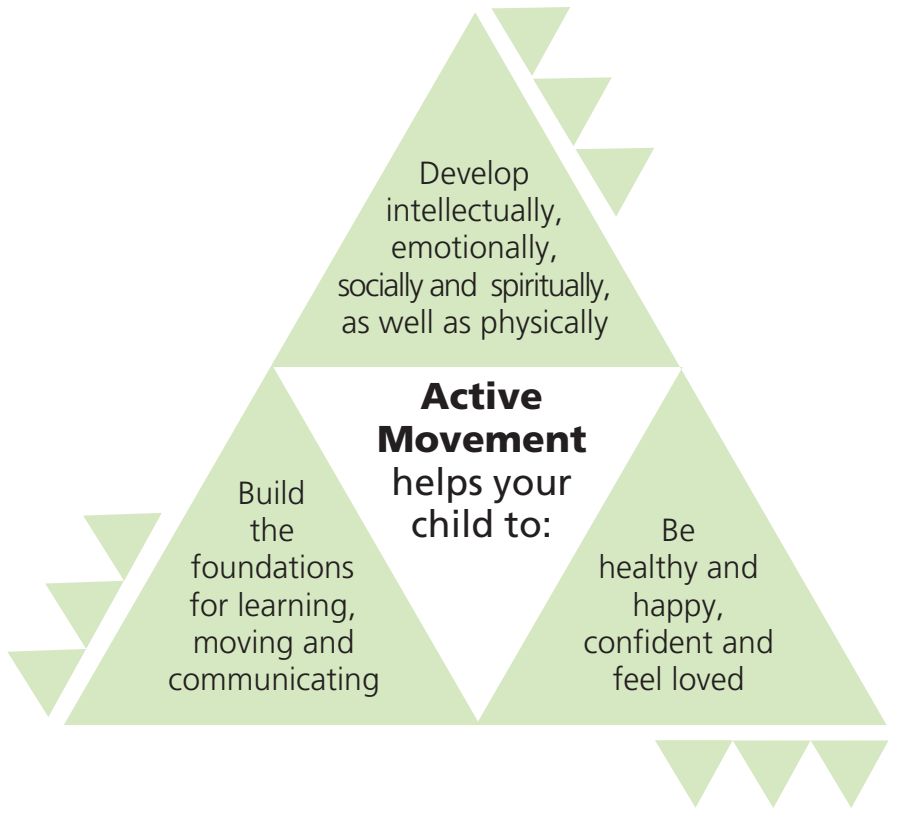 Develop
intellectually,
emotionally,
socially and spiritually,
as well as physically
Active
Movement
helps your
child to:
Build
the
foundations
for learning,
moving and
communicating
Be
healthy and
happy,
confident and
feel loved